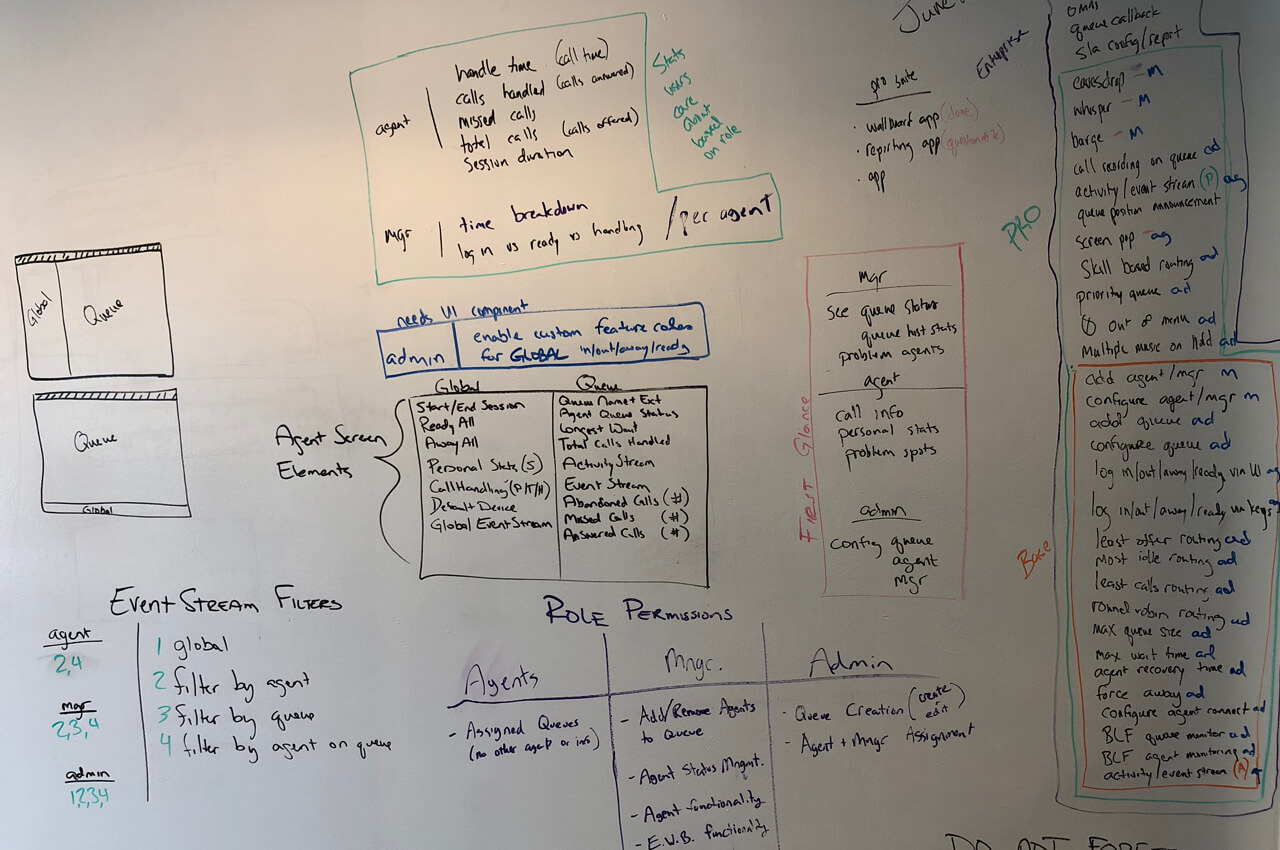 June
agent
handle time (call time)
calls handled (calls answered)
missed calls
total calls (calls offered)
session duration
mgr
time breakdown
log in vs ready vs handling
/per agent
Stats
users
care
about
based
on role
needs UI component
admin
enable custom feature codes
for GLOBAL in/out/away/ready
Global
Queue
Queue
Global
Agent Screen
Elements
Global
Start/End Session
Ready All
Away All
Personal Stats (5)
Call Handling (P/T/H)
Default Device
Global Event Stream
Queue
Queue Name + Ext
Agent Queue Status
Longest Wait
Total Calls Handled
Activity Stream
Event Stream
Abandoned Calls (#)
Missed Calls (#)
Answered Calls (#)
Event Stream Filters
agent
2,4
mgr
2,3,4
admin
1,2,3,4
1 global
2 filter by agent
3 filter by queue
4 filter by agent on queue
Role Permissions
Agents
- Assigned Queues
(no other agent or info)
Mngr.
- Add/Remove Agents
to Queue
- Agent Status Mngmt.
- Agent functionality
- E.W.B. functionality
Admin
- Queue Creation (create
edit)
- Agent + Mngr Assignment
pro suite
· wallboard app (done)
· reporting app (questionable)
· app
First Glance
mgr
see queue status
queue hist stats
problem agents
agent
call info
personal stats
problem spots
admin
config queue
agent
mgr
Enterprise
queue callback
sla config/report
PRO
eavesdrop - M
whisper - M
barge - M
call recording on queue ad
activity/event stream (P) ag
queue position announcement
screen pop - ag
Skill based routing ad
priority queue ad
out of menu ad
Multiple music on hold ad
Base
add agent/mgr M
configure agent/mgr M
add queue ad
configure queue ad
log in/out/away/ready via UI ag
log in/out/away/ready via keys ag
least offer routing ad
most idle routing ad
least calls routing ad
round robin routing ad
max queue size ad
max wait time ad
agent recovery time ad
force away ad
configure agent connect ad
BLF queue monitor ad
BLF agent monitoring ad
activity/event stream (A)
DO NOT